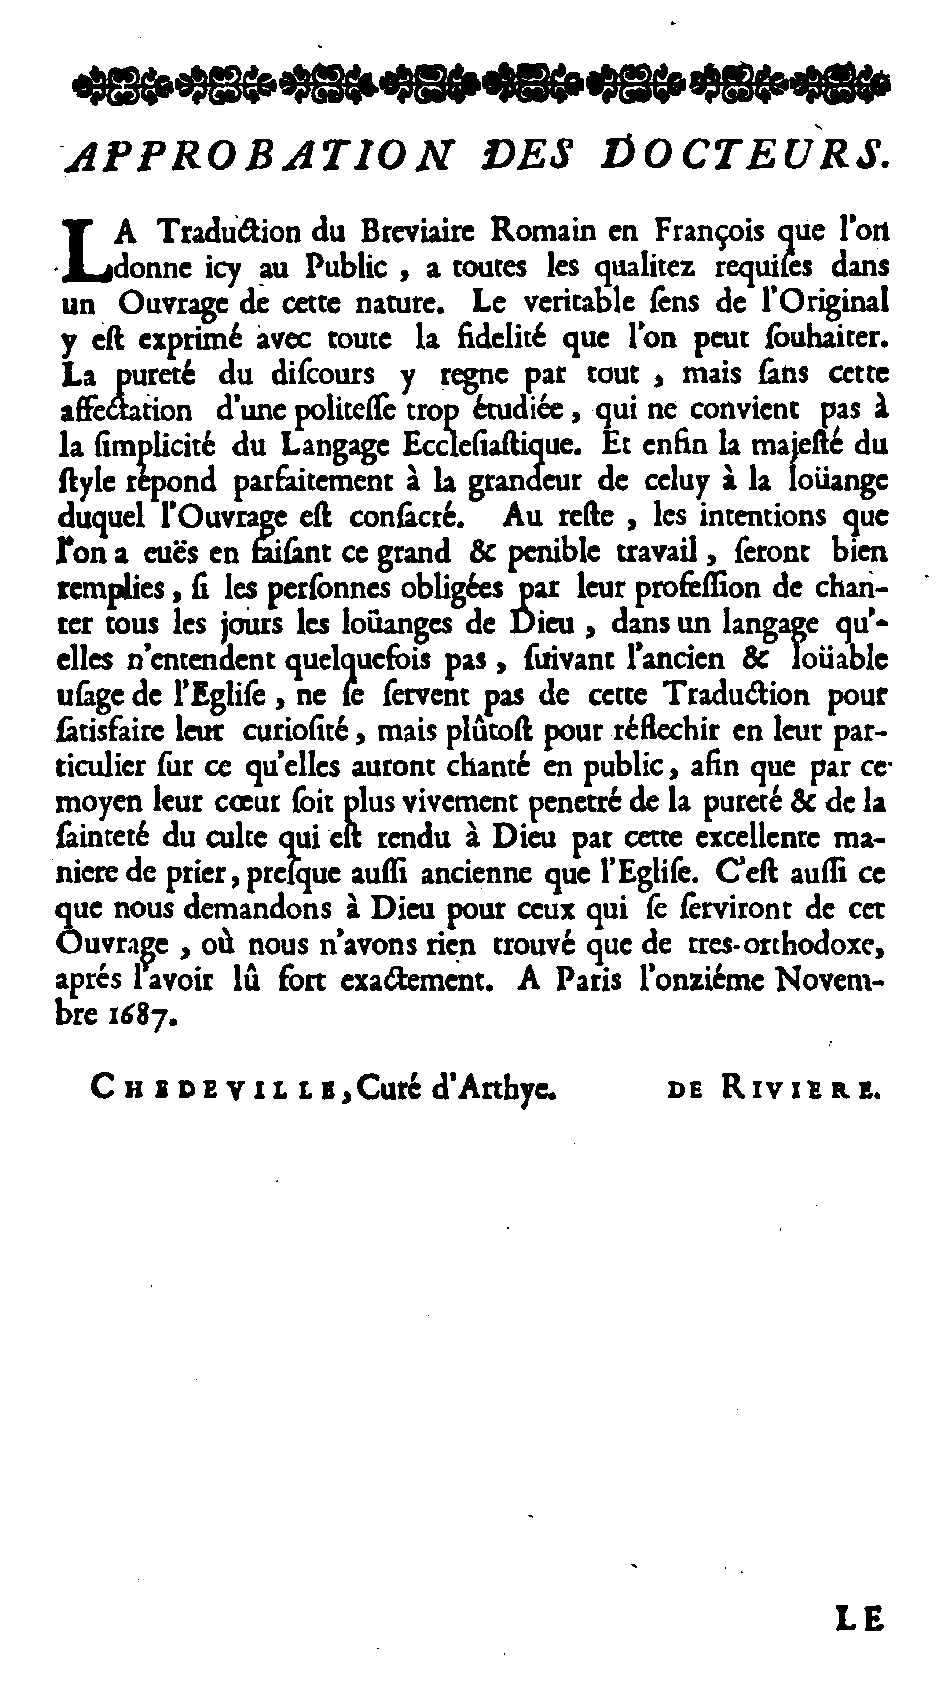 APPROBATION DES DOCTEURS.
LA Traduction du Breviaire Romain en François que l'on
donne icy au Public, a toutes les qualitez requiſes dans
un Ouvrage de cette nature. Le veritable ſens de l'Original
y eſt exprimé avec toute la fidelité que l'on peut ſouhaiter.
La pureté du diſcours y regne par tout, mais ſans cette
affectation d'une politeſſe trop étudiée, qui ne convient pas à
la ſimplicité du Langage Eccleſiaſtique. Et enfin la majeſté du
ſtyle répond parfaitement à la grandeur de celuy à la loüange
duquel l'Ouvrage eſt conſacré. Au reſte, les intentions que
l'on a euës en faiſant ce grand & penible travail, ſeront bien
remplies, ſi les perſonnes obligées par leur profeſſion de chan-
ter tous les jours les loüanges de Dieu, dans un langage qu'-
elles n'entendent quelquefois pas, ſuivant l'ancien & loüable
uſage de l'Egliſe, ne ſe ſervent pas de cette Traduction pour
ſatisfaire leur curioſité, mais plûtoſt pour réflechir en leur par-
ticulier ſur ce qu'elles auront chanté en public, afin que par ce
moyen leur cœur ſoit plus vivement penetré de la pureté & de la
ſainteté du culte qui eſt rendu à Dieu par cette excellente ma-
niere de prier, preſque auſſi ancienne que l'Egliſe. C'eſt auſſi ce
que nous demandons à Dieu pour ceux qui ſe ſerviront de cet
Ouvrage, où nous n'avons rien trouvé que de tres-orthodoxe,
aprés l'avoir lû fort exactement. A Paris l'onziéme Novem-
bre 1687.
CHEDEVILLE, Curé d'Arthye. DE RIVIERE.
LE